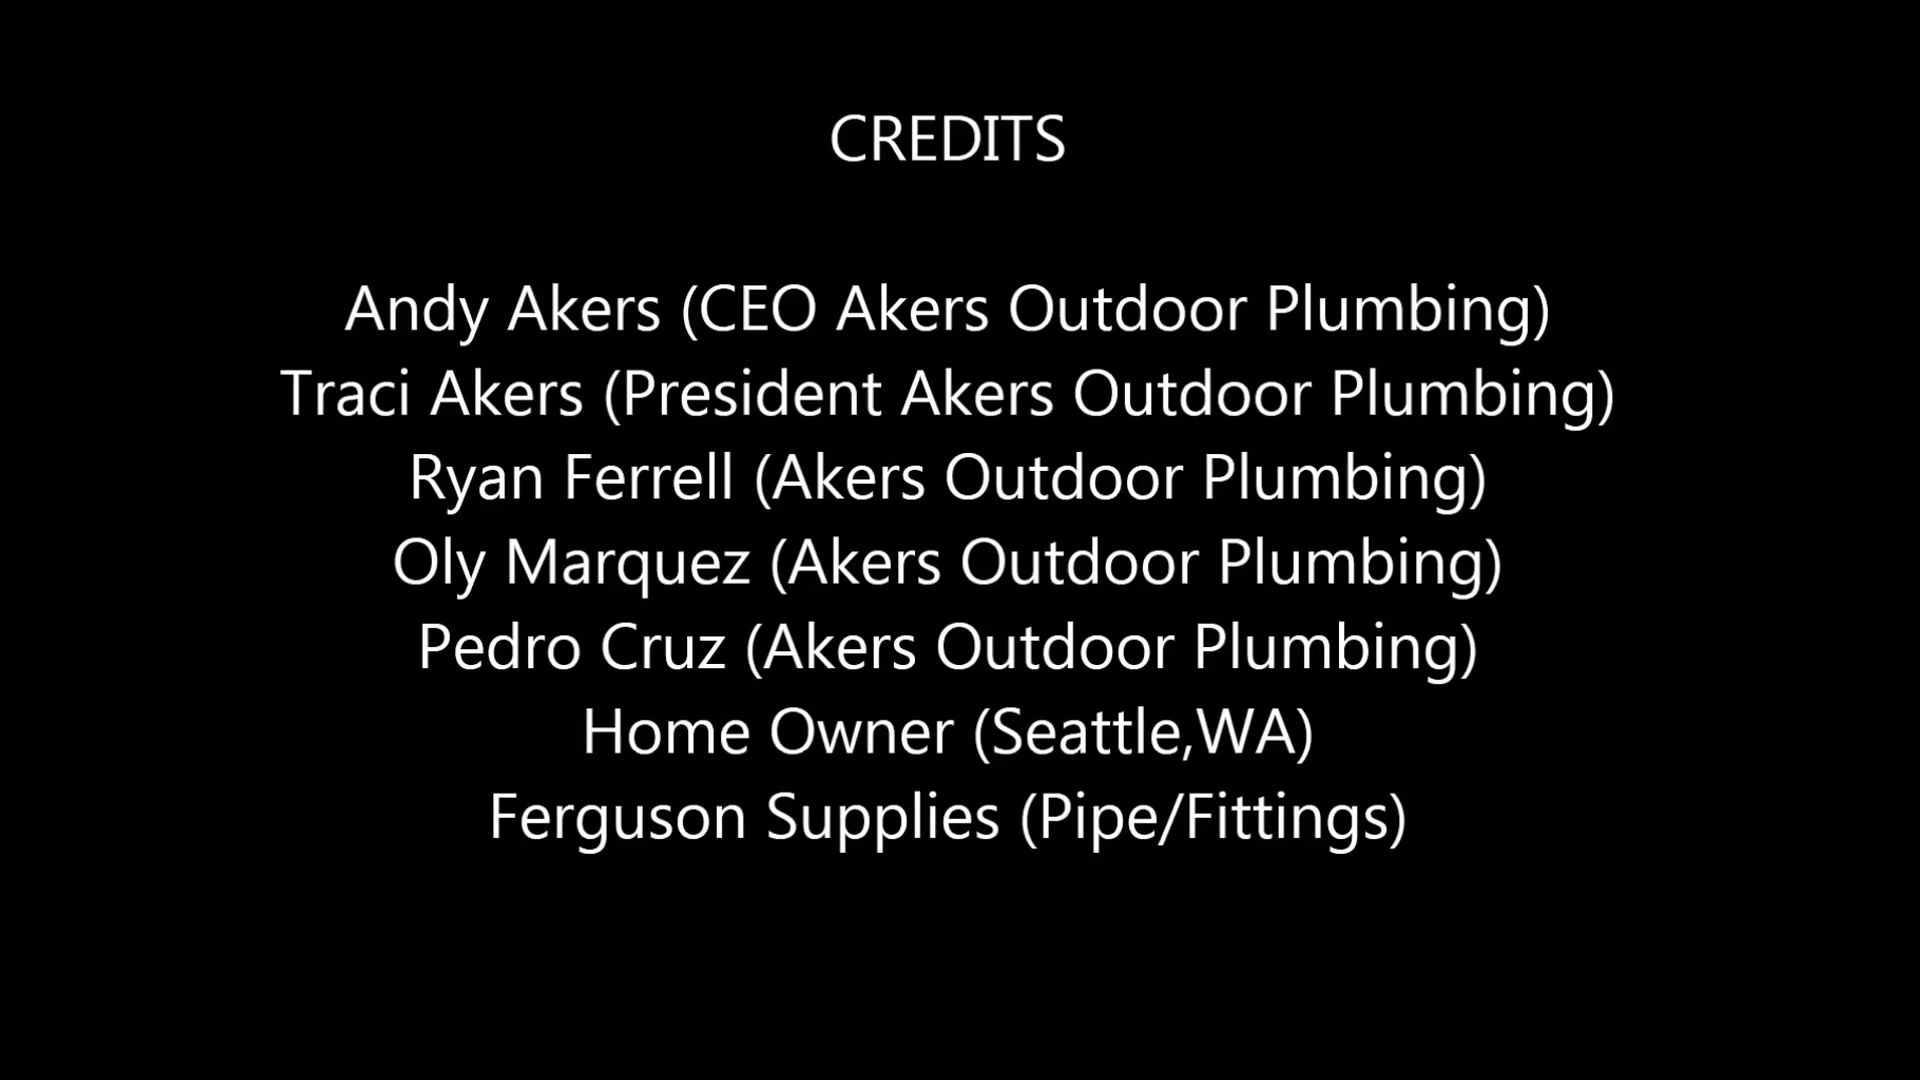 CREDITS
Andy Akers (CEO Akers Outdoor Plumbing)
Traci Akers (President Akers Outdoor Plumbing)
Ryan Ferrell (Akers Outdoor Plumbing)
Oly Marquez (Akers Outdoor Plumbing)
Pedro Cruz (Akers Outdoor Plumbing)
Home Owner (Seattle,WA)
Ferguson Supplies (Pipe/Fittings)